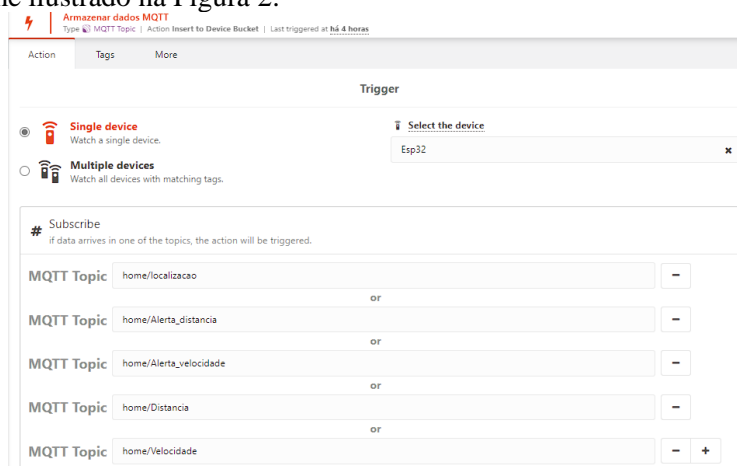 ne ilustrado na Figura 2.
Armazenar dados MQTT
Type MQTT Topic | Action Insert to Device Bucket | Last triggered at há 4 horas
Action Tags More
Trigger
Single device
Watch a single device.
Select the device
Esp32
Multiple devices
Watch all devices with matching tags.
# Subscribe
if data arrives in one of the topics, the action will be triggered.
MQTT Topic home/localizacao
or
MQTT Topic home/Alerta_distancia
or
MQTT Topic home/Alerta_velocidade
or
MQTT Topic home/Distancia
or
MQTT Topic home/Velocidade